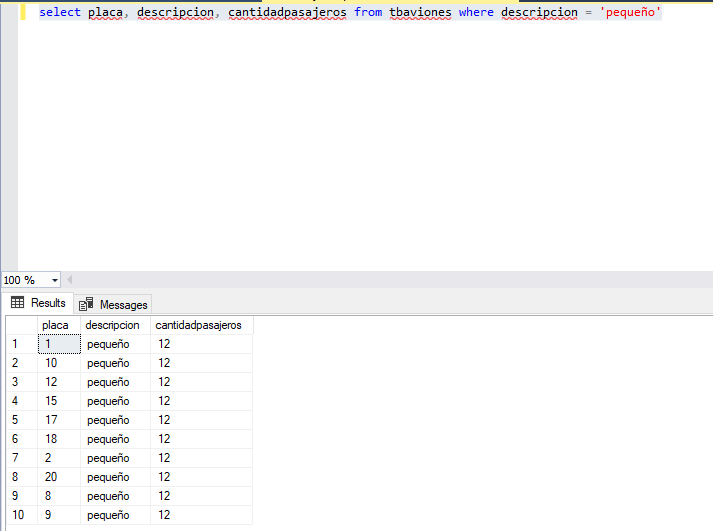 select placa, descripcion, cantidadpasajeros from tbaviones where descripcion = 'pequeño'
100 %
Results Messages
placa descripcion cantidadpasajeros
1 1 pequeño 12
2 10 pequeño 12
3 12 pequeño 12
4 15 pequeño 12
5 17 pequeño 12
6 18 pequeño 12
7 2 pequeño 12
8 20 pequeño 12
9 8 pequeño 12
10 9 pequeño 12